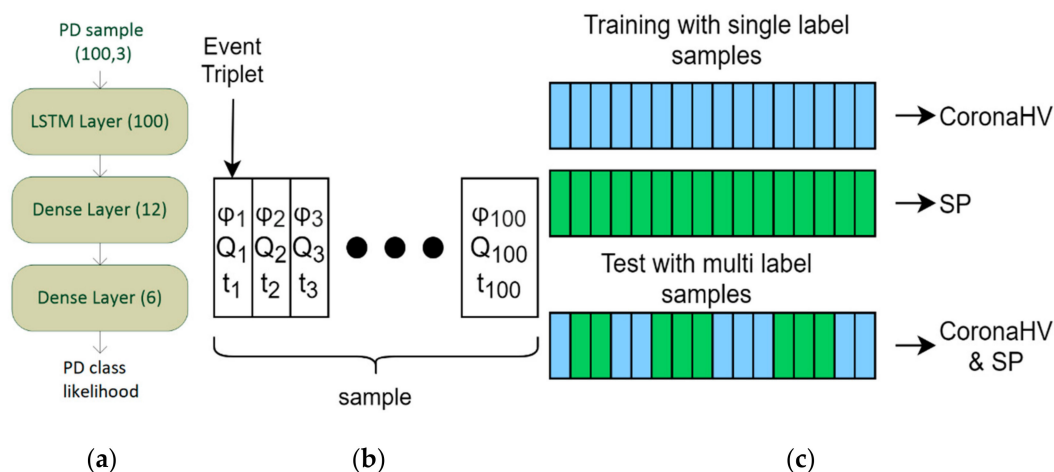 PD sample
(100,3)
LSTM Layer (100)
Dense Layer (12)
Dense Layer (6)
PD class
likelihood
(a)
Event
Triplet
φ1 φ2 φ3 φ100
Q1 Q2 Q3 Q100
t1 t2 t3 t100
sample
(b)
Training with single label
samples
CoronaHV
SP
Test with multi label
samples
CoronaHV
& SP
(c)